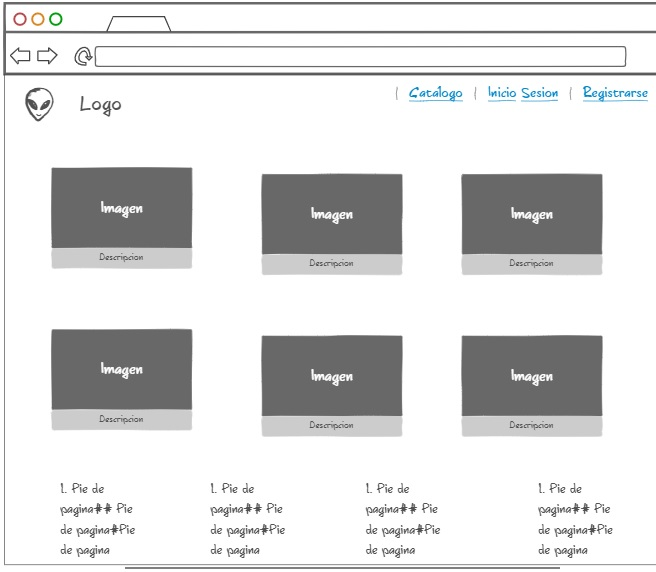 Logo
| Catalogo | Inicio Sesion | Registrarse
Imagen
Descripcion
Imagen
Descripcion
Imagen
Descripcion
Imagen
Descripcion
Imagen
Descripcion
Imagen
Descripcion
1. Pie de
pagina## Pie
de pagina#Pie
de pagina
1. Pie de
pagina## Pie
de pagina#Pie
de pagina
1. Pie de
pagina## Pie
de pagina#Pie
de pagina
1. Pie de
pagina## Pie
de pagina#Pie
de pagina